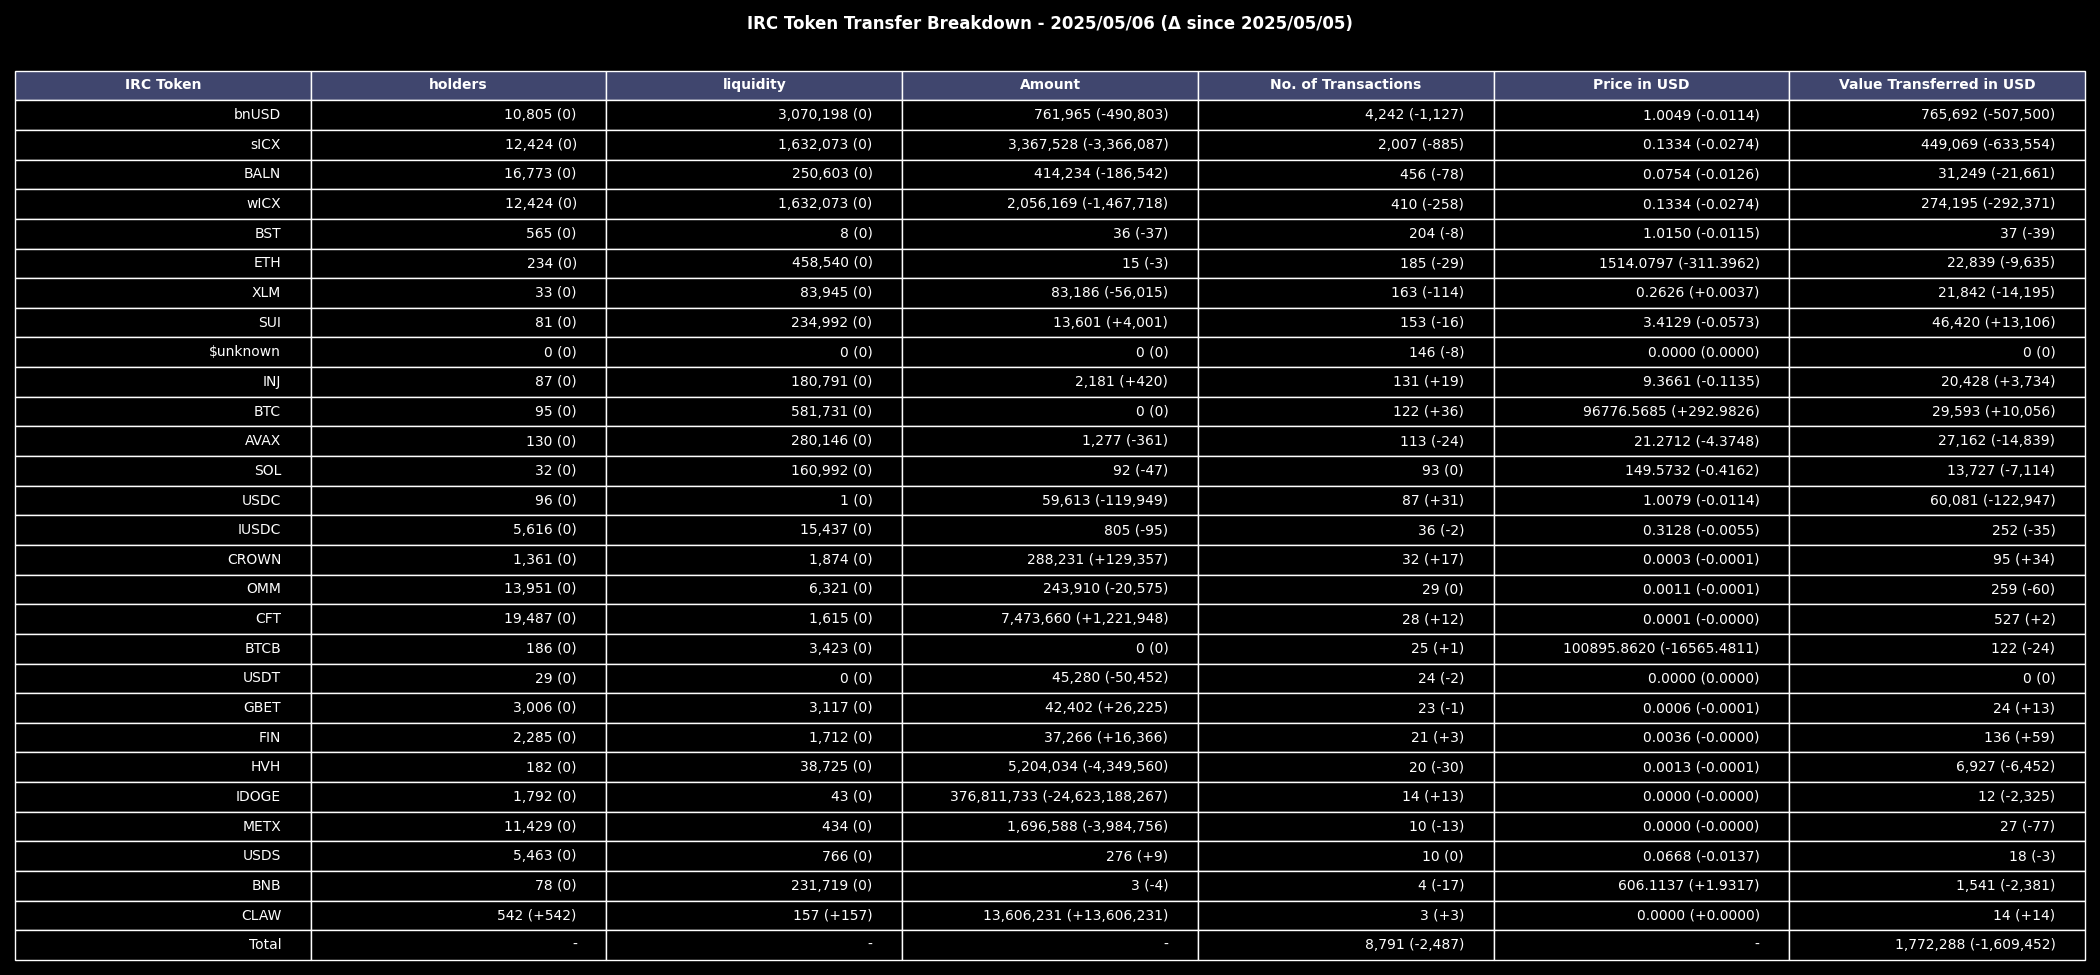 IRC Token Transfer Breakdown - 2025/05/06 (Δ since 2025/05/05)
IRC Token holders liquidity Amount No. of Transactions Price in USD Value Transferred in USD
bnUSD 10,805 (0) 3,070,198 (0) 761,965 (-490,803) 4,242 (-1,127) 1.0049 (-0.0114) 765,692 (-507,500)
sICX 12,424 (0) 1,632,073 (0) 3,367,528 (-3,366,087) 2,007 (-885) 0.1334 (-0.0274) 449,069 (-633,554)
BALN 16,773 (0) 250,603 (0) 414,234 (-186,542) 456 (-78) 0.0754 (-0.0126) 31,249 (-21,661)
wICX 12,424 (0) 1,632,073 (0) 2,056,169 (-1,467,718) 410 (-258) 0.1334 (-0.0274) 274,195 (-292,371)
BST 565 (0) 8 (0) 36 (-37) 204 (-8) 1.0150 (-0.0115) 37 (-39)
ETH 234 (0) 458,540 (0) 15 (-3) 185 (-29) 1514.0797 (-311.3962) 22,839 (-9,635)
XLM 33 (0) 83,945 (0) 83,186 (-56,015) 163 (-114) 0.2626 (+0.0037) 21,842 (-14,195)
SUI 81 (0) 234,992 (0) 13,601 (+4,001) 153 (-16) 3.4129 (-0.0573) 46,420 (+13,106)
$unknown 0 (0) 0 (0) 0 (0) 146 (-8) 0.0000 (0.0000) 0 (0)
INJ 87 (0) 180,791 (0) 2,181 (+420) 131 (+19) 9.3661 (-0.1135) 20,428 (+3,734)
BTC 95 (0) 581,731 (0) 0 (0) 122 (+36) 96776.5685 (+292.9826) 29,593 (+10,056)
AVAX 130 (0) 280,146 (0) 1,277 (-361) 113 (-24) 21.2712 (-4.3748) 27,162 (-14,839)
SOL 32 (0) 160,992 (0) 92 (-47) 93 (0) 149.5732 (-0.4162) 13,727 (-7,114)
USDC 96 (0) 1 (0) 59,613 (-119,949) 87 (+31) 1.0079 (-0.0114) 60,081 (-122,947)
IUSDC 5,616 (0) 15,437 (0) 805 (-95) 36 (-2) 0.3128 (-0.0055) 252 (-35)
CROWN 1,361 (0) 1,874 (0) 288,231 (+129,357) 32 (+17) 0.0003 (-0.0001) 95 (+34)
OMM 13,951 (0) 6,321 (0) 243,910 (-20,575) 29 (0) 0.0011 (-0.0001) 259 (-60)
CFT 19,487 (0) 1,615 (0) 7,473,660 (+1,221,948) 28 (+12) 0.0001 (-0.0000) 527 (+2)
BTCB 186 (0) 3,423 (0) 0 (0) 25 (+1) 100895.8620 (-16565.4811) 122 (-24)
USDT 29 (0) 0 (0) 45,280 (-50,452) 24 (-2) 0.0000 (0.0000) 0 (0)
GBET 3,006 (0) 3,117 (0) 42,402 (+26,225) 23 (-1) 0.0006 (-0.0001) 24 (+13)
FIN 2,285 (0) 1,712 (0) 37,266 (+16,366) 21 (+3) 0.0036 (-0.0000) 136 (+59)
HVH 182 (0) 38,725 (0) 5,204,034 (-4,349,560) 20 (-30) 0.0013 (-0.0001) 6,927 (-6,452)
IDOGE 1,792 (0) 43 (0) 376,811,733 (-24,623,188,267) 14 (+13) 0.0000 (-0.0000) 12 (-2,325)
METX 11,429 (0) 434 (0) 1,696,588 (-3,984,756) 10 (-13) 0.0000 (-0.0000) 27 (-77)
USDS 5,463 (0) 766 (0) 276 (+9) 10 (0) 0.0668 (-0.0137) 18 (-3)
BNB 78 (0) 231,719 (0) 3 (-4) 4 (-17) 606.1137 (+1.9317) 1,541 (-2,381)
CLAW 542 (+542) 157 (+157) 13,606,231 (+13,606,231) 3 (+3) 0.0000 (+0.0000) 14 (+14)
Total - - - 8,791 (-2,487) - 1,772,288 (-1,609,452)